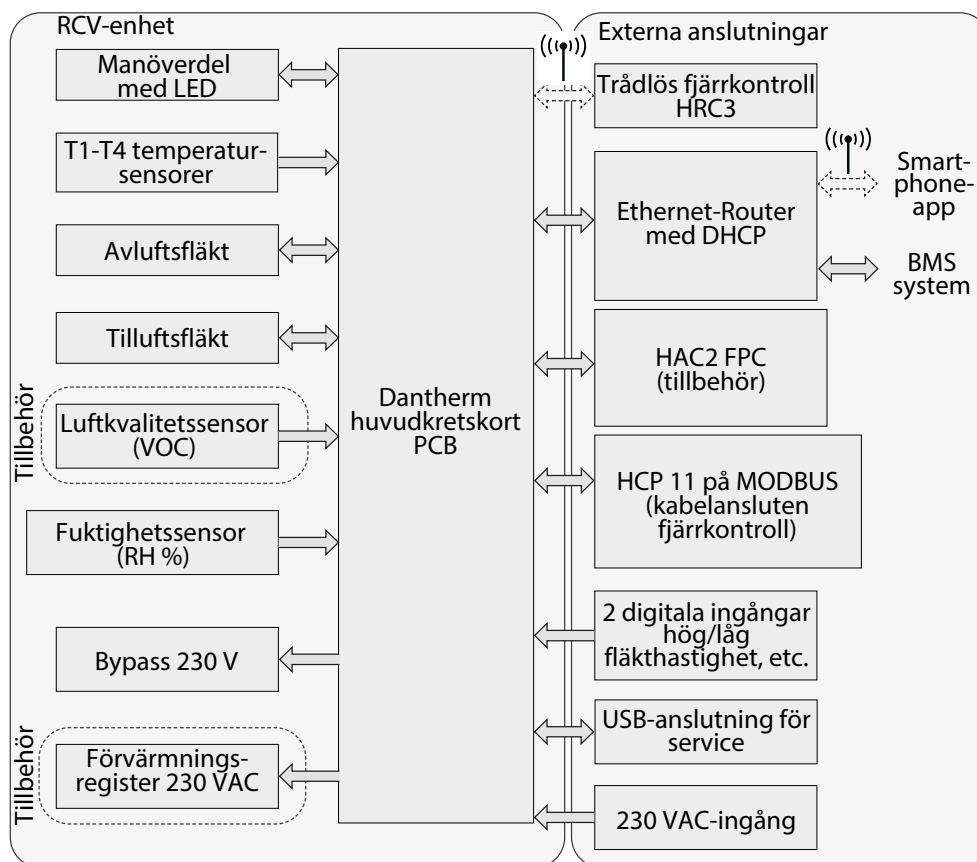 RCV-enhet
Manöverdel
med LED
T1-T4 temperatur-
sensorer
Avluftsfläkt
Tilluftsfläkt
Tillbehör
Luftkvalitetssensor
(VOC)
Fuktighetssensor
(RH %)
Bypass 230 V
Tillbehör
Förvärmnings-
register 230 VAC
Dantherm
huvudkretskort
PCB
Externa anslutningar
Trådlös fjärrkontroll
HRC3
Ethernet-Router
med DHCP
Smart-
phone-
app
BMS
system
HAC2 FPC
(tillbehör)
HCP 11 på MODBUS
(kabelansluten
fjärrkontroll)
2 digitala ingångar
hög/låg
fläkthastighet, etc.
USB-anslutning för
service
230 VAC-ingång